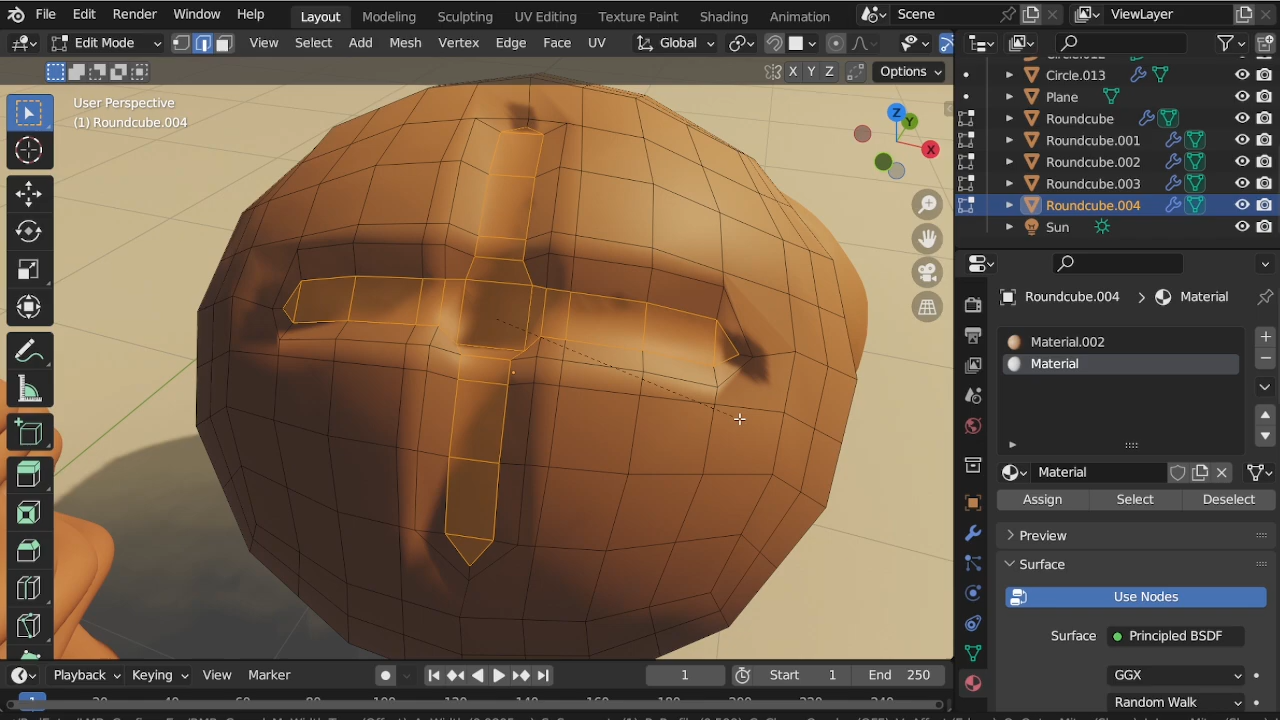 File Edit Render Window Help Layout Modeling Sculpting UV Editing Texture Paint Shading Animation Scene ViewLayer
Edit Mode View Select Add Mesh Vertex Edge Face UV Global
X Y Z Options
User Perspective
(1) Roundcube.004
Z
Y
X
Circle.013
Plane
Roundcube
Roundcube.001
Roundcube.002
Roundcube.003
Roundcube.004
Sun
Roundcube.004 Material
Material.002
Material
Material
Assign Select Deselect
Preview
Surface
Use Nodes
Surface Principled BSDF
GGX
Random Walk
Playback Keying View Marker 1 Start 1 End 250
1